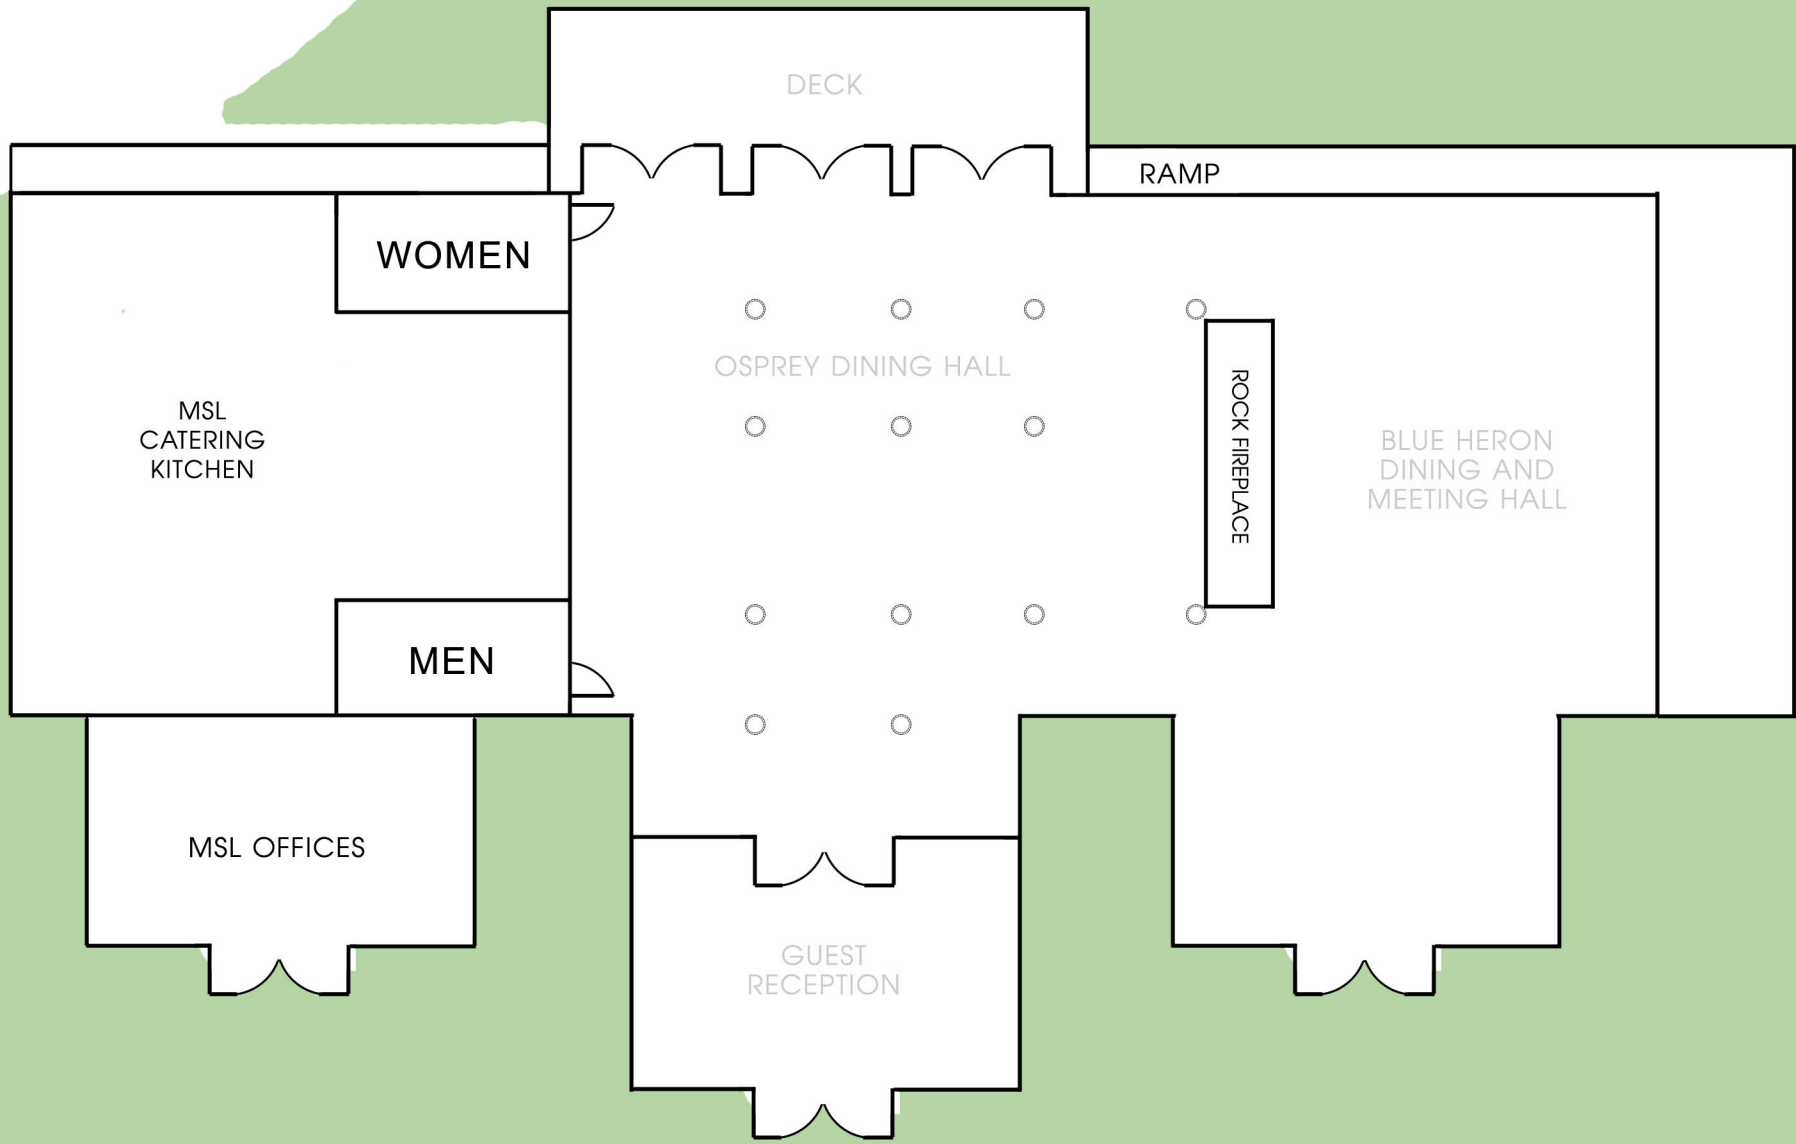 DECK
RAMP
WOMEN
OSPREY DINING HALL
MSL
CATERING
KITCHEN
ROCK FIREPLACE
BLUE HERON
DINING AND
MEETING HALL
MEN
MSL OFFICES
GUEST
RECEPTION